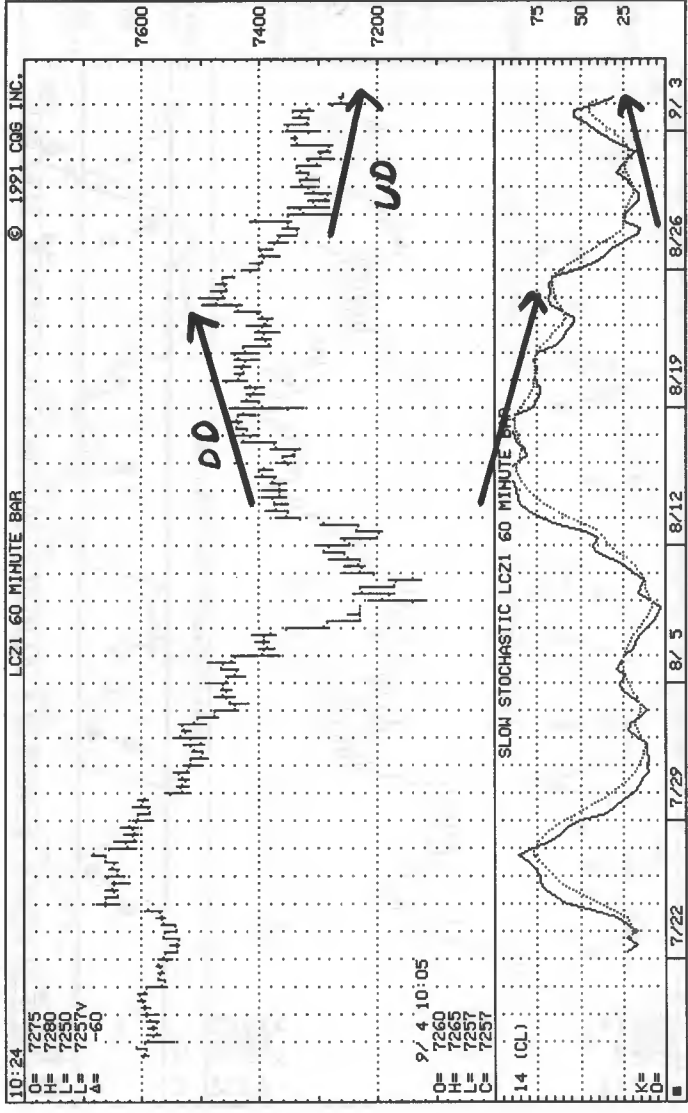 10:24
LCZ1 60 MINUTE BAR
© 1991 CQG INC.
O= 7275
H= 7280
L= 7250
L= 7257V
Δ= -60
7600
7400
7200
DD
UD
9/ 4 10:05
O= 7260
H= 7265
L= 7257
C= 7257
SLOW STOCHASTIC LCZ1 60 MINUTE BAR
14 (CL)
75
50
25
K=
D=
7/22
7/29
8/ 5
8/12
8/19
8/26
9/ 3